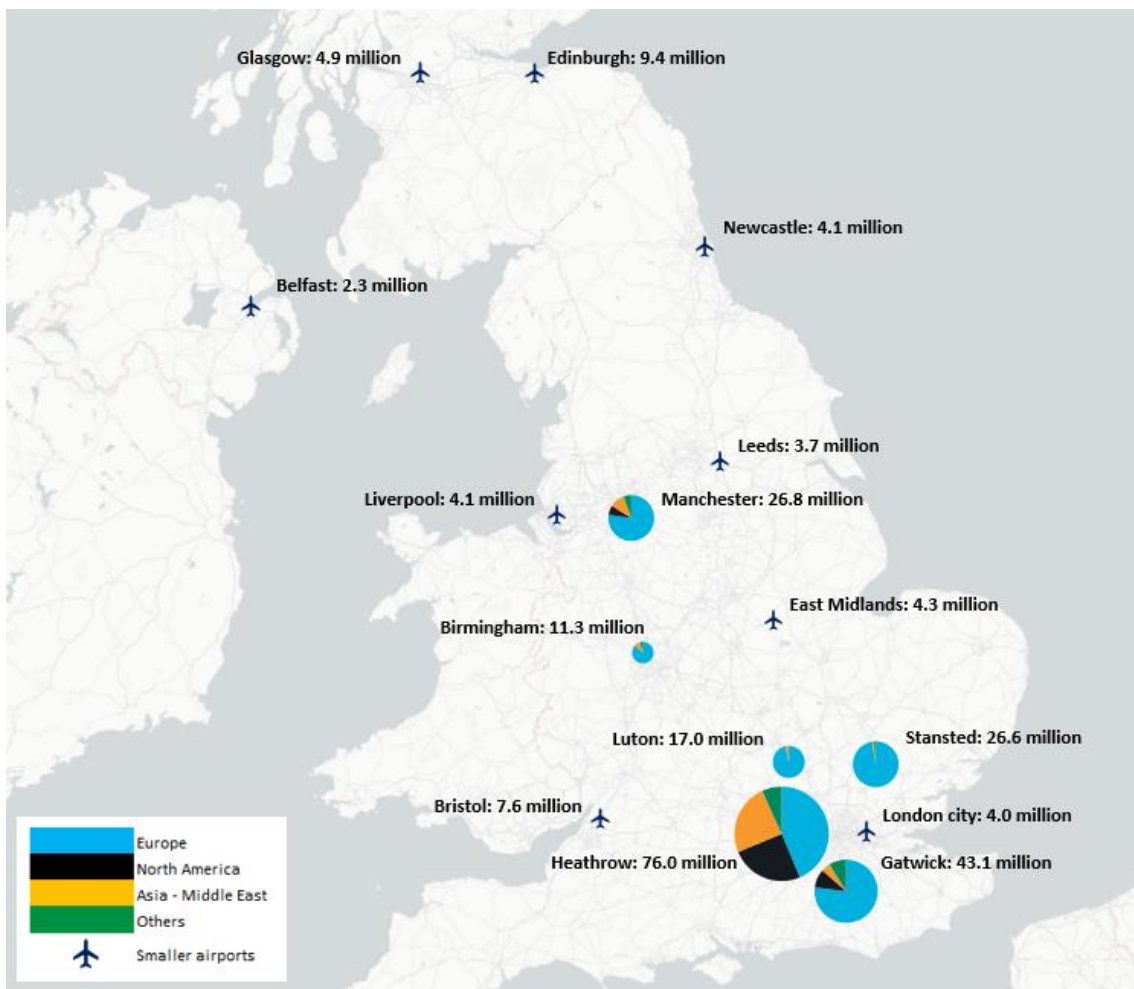 Glasgow: 4.9 million
Edinburgh: 9.4 million
Newcastle: 4.1 million
Belfast: 2.3 million
Leeds: 3.7 million
Liverpool: 4.1 million
Manchester: 26.8 million
East Midlands: 4.3 million
Birmingham: 11.3 million
Luton: 17.0 million
Stansted: 26.6 million
Bristol: 7.6 million
London city: 4.0 million
Heathrow: 76.0 million
Gatwick: 43.1 million
Europe
North America
Asia - Middle East
Others
Smaller airports